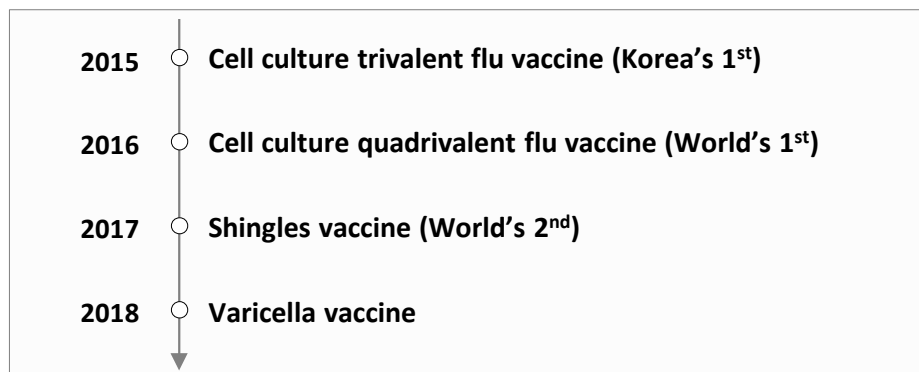 2015 Cell culture trivalent flu vaccine (Korea's 1st)
2016 Cell culture quadrivalent flu vaccine (World's 1st)
2017 Shingles vaccine (World's 2nd)
2018 Varicella vaccine